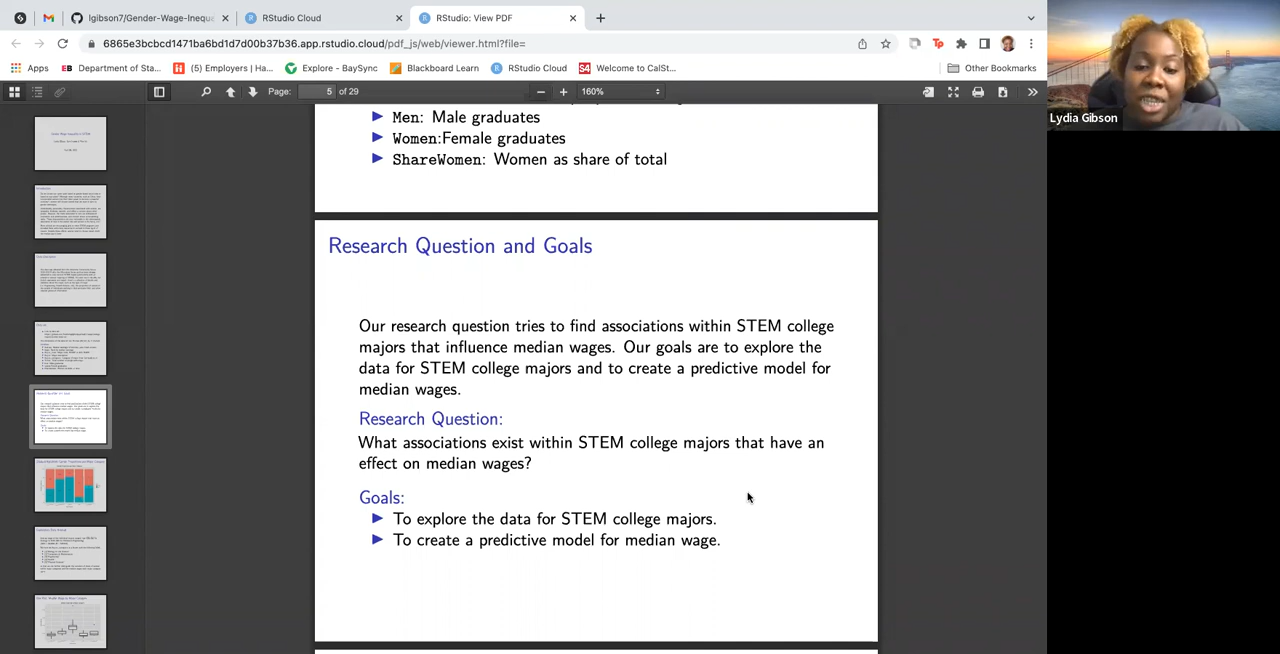 lgibson7/Gender-Wage-Inequ
RStudio Cloud
RStudio: View PDF
6865e3bcbcd1471ba6bd1d7d00b37b36.app.rstudio.cloud/pdf_js/web/viewer.html?file=
Apps
Department of Sta...
(5) Employers | Ha...
Explore - BaySync
Blackboard Learn
RStudio Cloud
Welcome to CalSt...
Other Bookmarks
Page: 5 of 29
160%
Men: Male graduates
Women:Female graduates
ShareWomen: Women as share of total
Research Question and Goals
Our research question tries to find associations within STEM college
majors that influence median wages. Our goals are to explore the
data for STEM college majors and to create a predictive model for
median wages.
Research Question:
What associations exist within STEM college majors that have an
effect on median wages?
Goals:
To explore the data for STEM college majors.
To create a predictive model for median wage.
Lydia Gibson